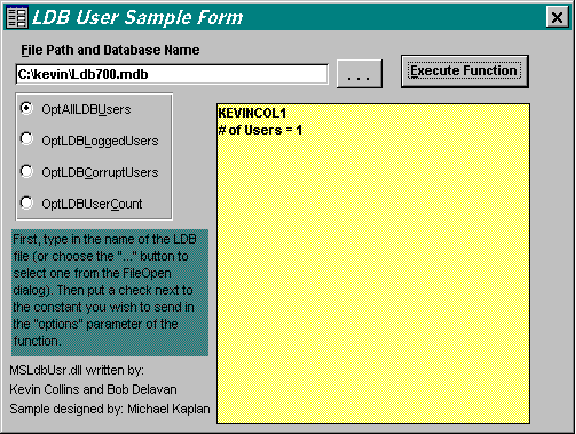 LDB User Sample Form
File Path and Database Name
C:\kevin\Ldb700.mdb
...
Execute Function
OptAllLDBUsers
OptLDBLoggedUsers
OptLDBCorruptUsers
OptLDBUserCount
KEVINCOL1
# of Users = 1
First, type in the name of the LDB
file (or choose the "..." button to
select one from the FileOpen
dialog). Then put a check next to
the constant you wish to send in
the "options" parameter of the
function.
MSLdbUsr.dll written by:
Kevin Collins and Bob Delavan
Sample designed by: Michael Kaplan